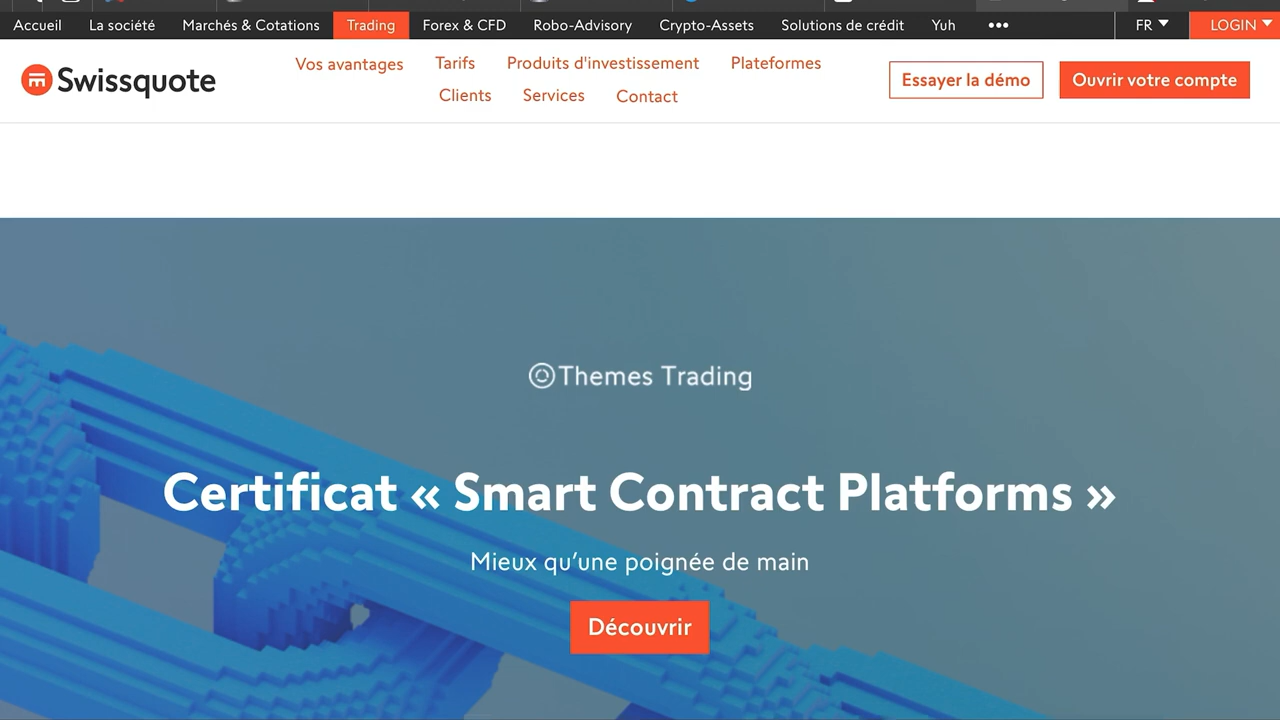 Accueil La société Marchés & Cotations Trading Forex & CFD Robo-Advisory Crypto-Assets Solutions de crédit Yuh ••• FR LOGIN
Swissquote
Vos avantages Tarifs Produits d'investissement Plateformes
Clients Services Contact
Essayer la démo Ouvrir votre compte
Themes Trading
Certificat « Smart Contract Platforms »
Mieux qu’une poignée de main
Découvrir